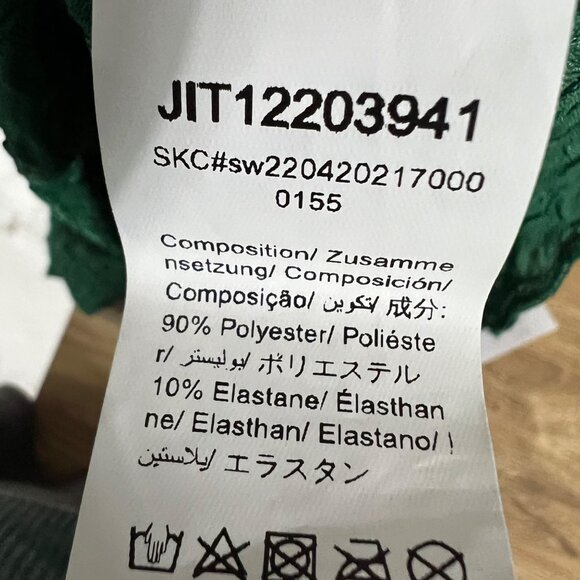 JIT12203941
SKC#sw220420217000
0155
Composition/ Zusamme
nsetzung/ Composición/
Composição/ تكوين/ 成分:
90% Polyester/ Poliéste
r/ بوليستر/ ポリエステル
10% Elastane/ Élasthan
ne/ Elasthan/ Elastano/
إيلاستين/ エラスタン